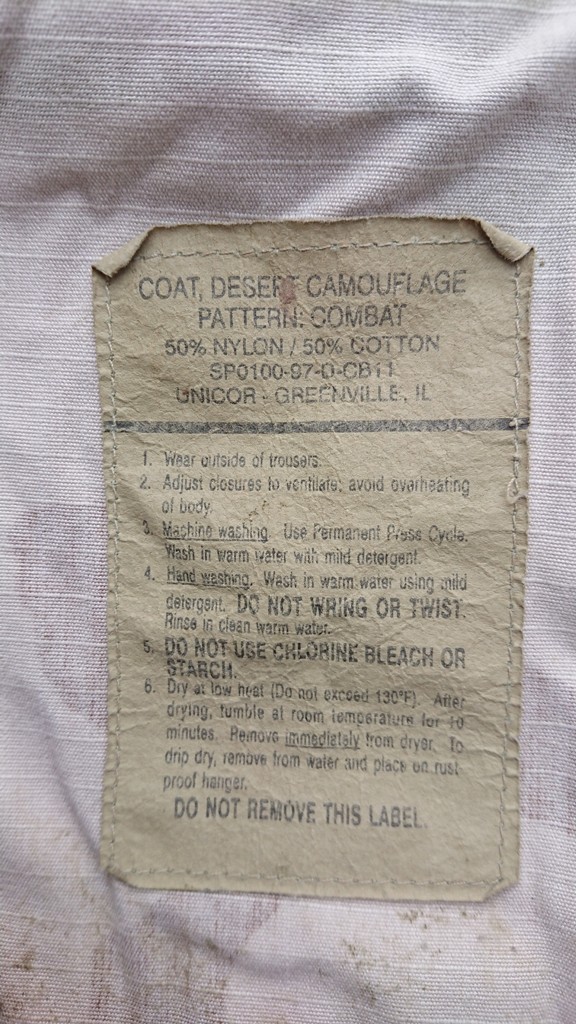 COAT, DESERT CAMOUFLAGE
PATTERN: COMBAT
50% NYLON / 50% COTTON
SP0100-97-D-CB11
UNICOR - GREENVILLE, IL
1. Wear outside of trousers.
2. Adjust closures to ventilate; avoid overheating
of body.
3. Machine washing. Use Permanent Press Cycle.
Wash in warm water with mild detergent.
4. Hand washing. Wash in warm water using mild
detergent. DO NOT WRING OR TWIST.
Rinse in clean warm water.
5. DO NOT USE CHLORINE BLEACH OR
STARCH.
6. Dry at low heat (Do not exceed 130°F). After
drying, tumble at room temperature for 10
minutes. Remove immediately from dryer. To
drip dry, remove from water and place on rust
proof hanger.
DO NOT REMOVE THIS LABEL.